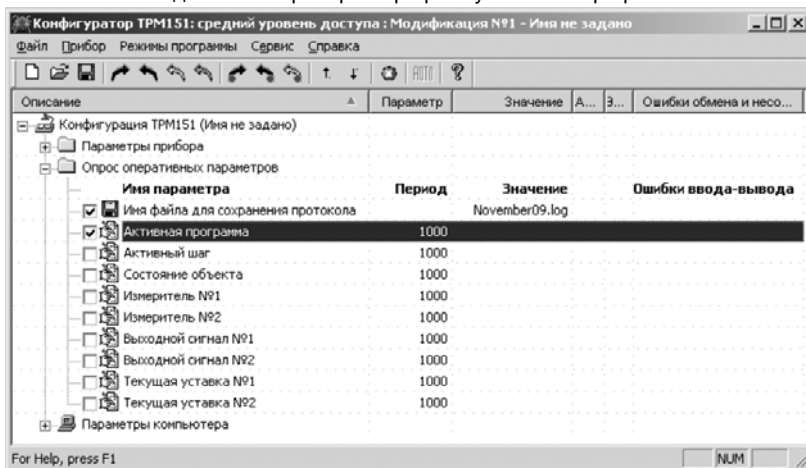 Конфигуратор ТРМ151: средний уровень доступа : Модификация №1 - Имя не задано
Файл Прибор Режимы программы Сервис Справка
AUTO
Описание Параметр Значение А... Э... Ошибки обмена и несо...
Конфигурация ТРМ151 (Имя не задано)
Параметры прибора
Опрос оперативных параметров
Имя параметра Период Значение Ошибки ввода-вывода
Имя файла для сохранения протокола November09.log
Активная программа 1000
Активный шаг 1000
Состояние объекта 1000
Измеритель №1 1000
Измеритель №2 1000
Выходной сигнал №1 1000
Выходной сигнал №2 1000
Текущая уставка №1 1000
Текущая уставка №2 1000
Параметры компьютера
For Help, press F1 NUM